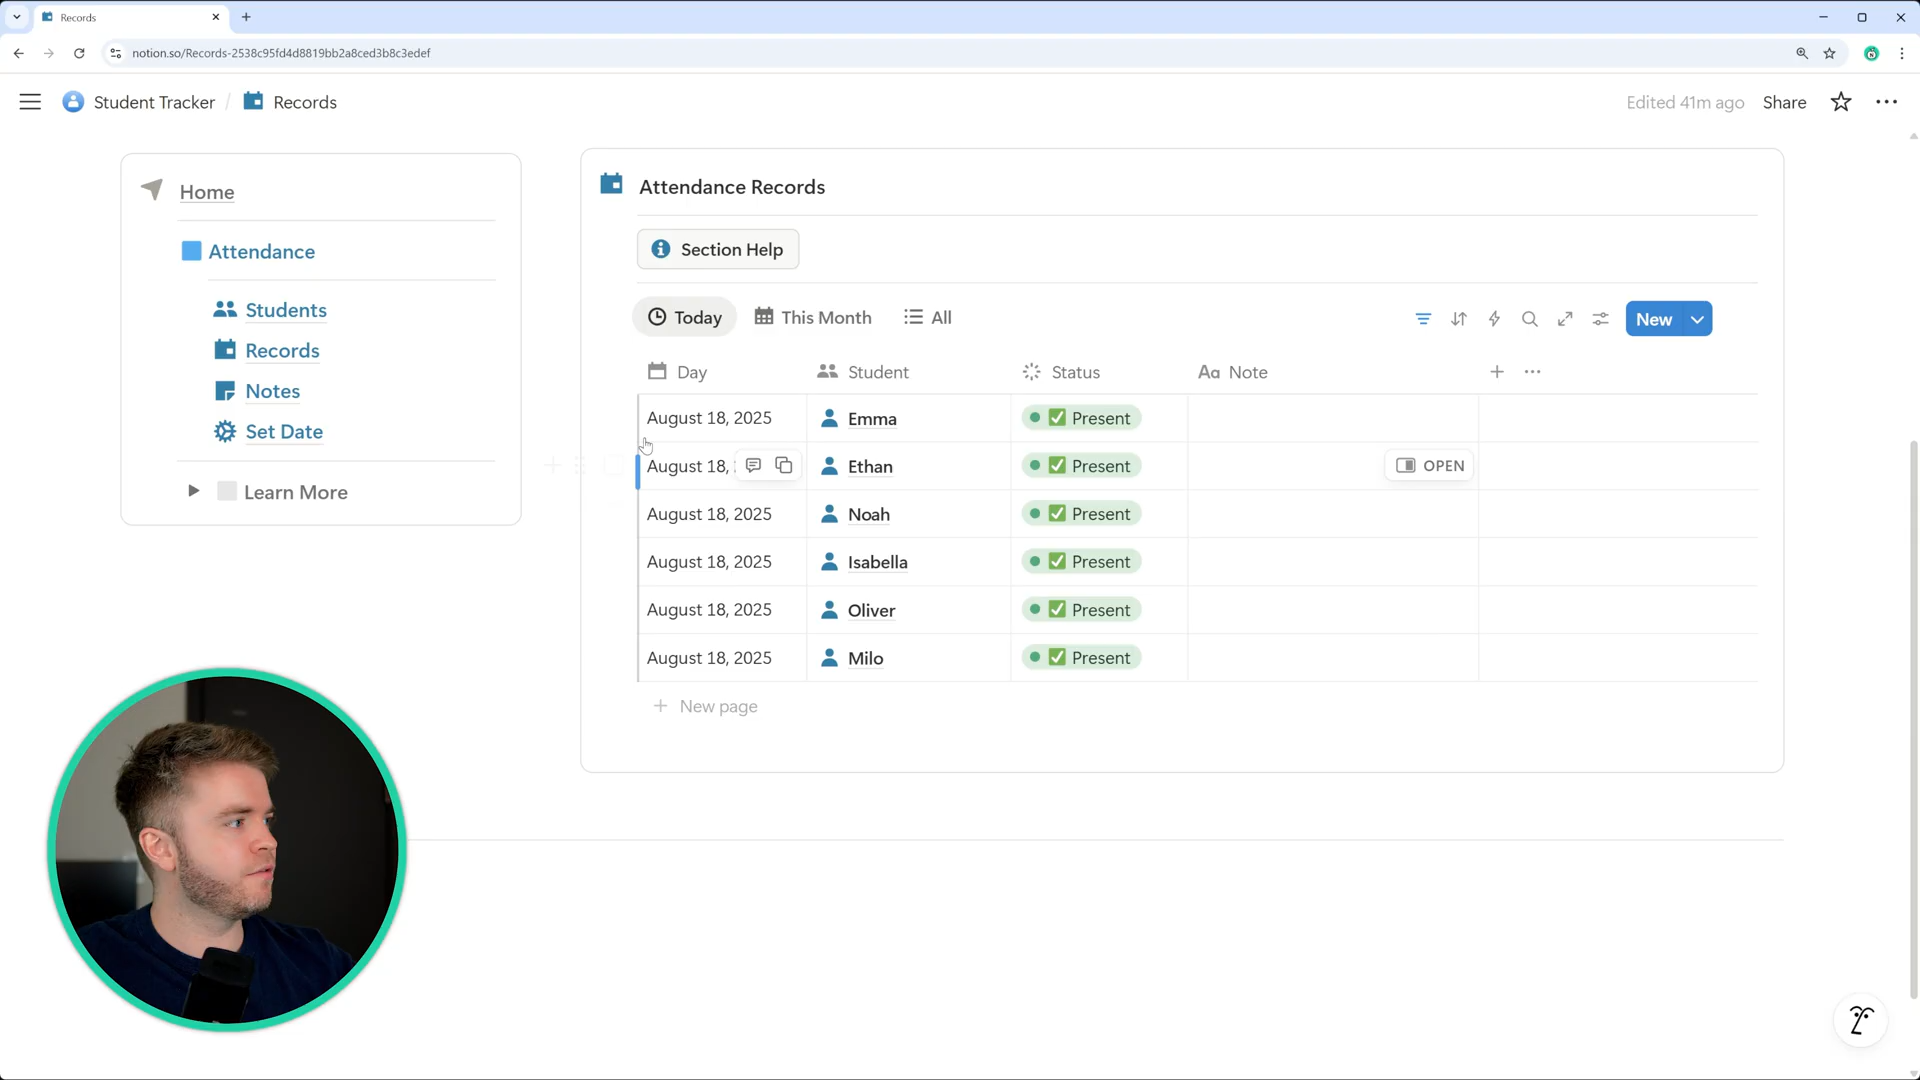 Records
notion.so/Records-2538c95fd4d8819bb2a8ced3b8c3edef
Student Tracker / Records
Edited 41m ago Share
Home
Attendance
Students
Records
Notes
Set Date
Learn More
Attendance Records
Section Help
Today This Month All
New
Day Aa Student Status Note
August 18, 2025 Emma Present
August 18, Ethan Present OPEN
August 18, 2025 Noah Present
August 18, 2025 Isabella Present
August 18, 2025 Oliver Present
August 18, 2025 Milo Present
New page